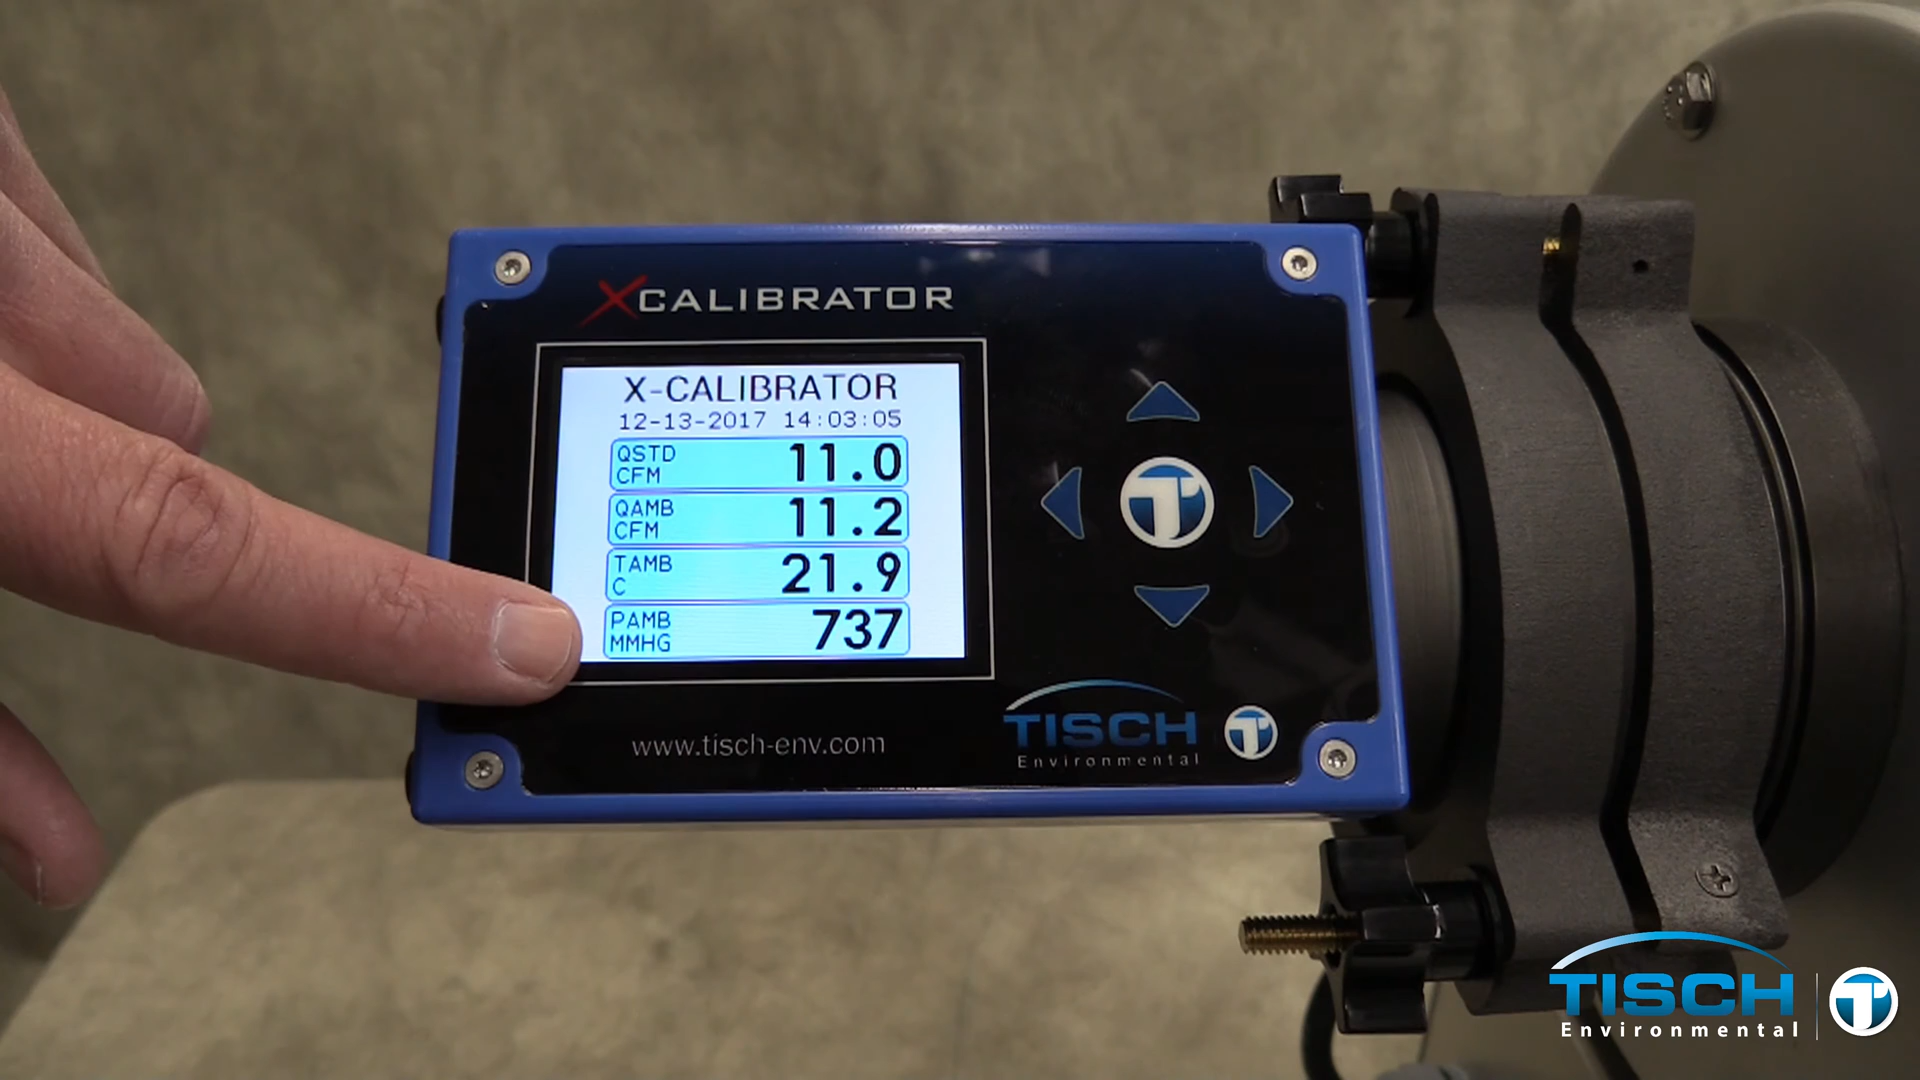 XCALIBRATOR
X-CALIBRATOR
12-13-2017 14:03:05
QSTD
CFM
11.0
QAMB
CFM
11.2
TAMB
C
21.9
PAMB
MMHG
737
www.tisch-env.com
TISCH
Environmental
TISCH
Environmental